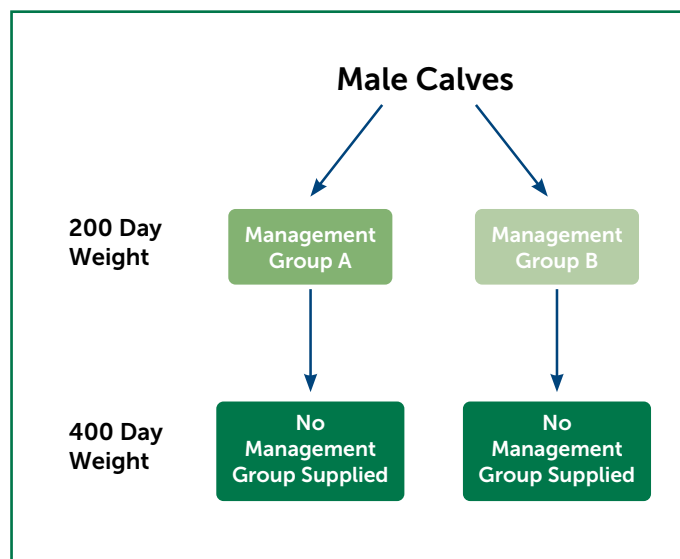 Male Calves
200 Day
Weight
Management
Group A
Management
Group B
400 Day
Weight
No
Management
Group Supplied
No
Management
Group Supplied